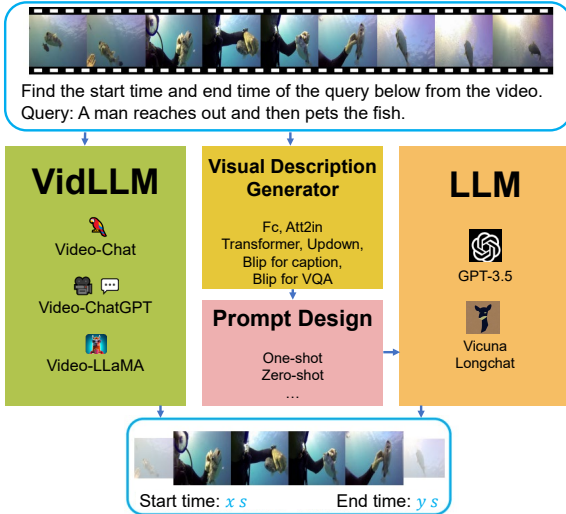 Find the start time and end time of the query below from the video.
Query: A man reaches out and then pets the fish.
VidLLM
Video-Chat
Video-ChatGPT
Video-LLaMA
Visual Description
Generator
Fc, Att2in
Transformer, Updown,
Blip for caption,
Blip for VQA
Prompt Design
One-shot
Zero-shot
…
LLM
GPT-3.5
Vicuna
Longchat
Start time: x s
End time: y s